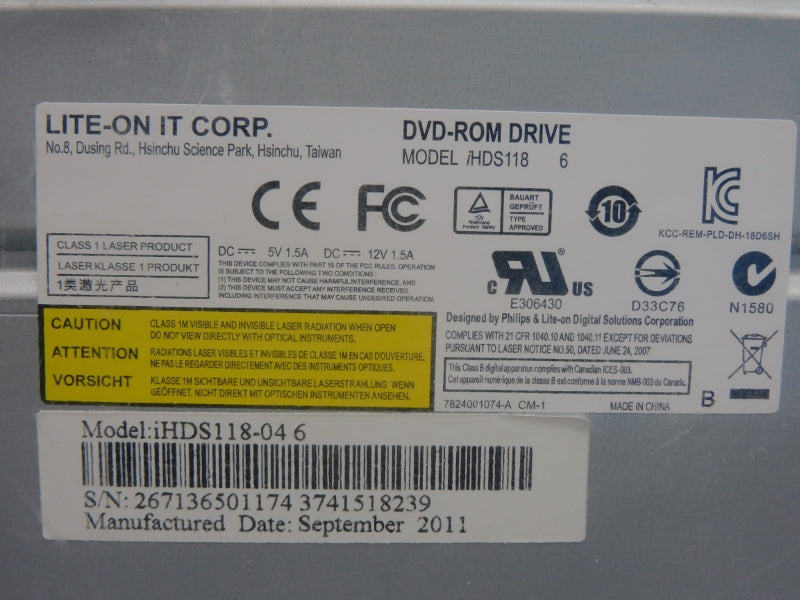 LITE-ON IT CORP.
No.8, Dusing Rd., Hsinchu Science Park, Hsinchu, Taiwan
DVD-ROM DRIVE
MODEL iHDS118 6
CE FC
TÜV
Rheinland
Product Safety
BAUART
GEPRÜFT
TYPE
APPROVED
10
KC
KCC-REM-PLD-DH-18D6SH
CLASS 1 LASER PRODUCT
LASER KLASSE 1 PRODUKT
1类激光产品
DC 5V 1.5A DC 12V 1.5A
THIS DEVICE COMPLIES WITH PART 15 OF THE FCC RULES. OPERATION
IS SUBJECT TO THE FOLLOWING TWO CONDITIONS:
(1) THIS DEVICE MAY NOT CAUSE HARMFUL INTERFERENCE, AND
(2) THIS DEVICE MUST ACCEPT ANY INTERFERENCE RECEIVED,
INCLUDING INTERFERENCE THAT MAY CAUSE UNDESIRED OPERATION.
c RU US ®
E306430
D33C76
N1580
CAUTION
CLASS 1M VISIBLE AND INVISIBLE LASER RADIATION WHEN OPEN
DO NOT VIEW DIRECTLY WITH OPTICAL INSTRUMENTS.
ATTENTION
RADIATIONS LASER VISIBLES ET INVISIBLES DE CLASSE 1M EN CAS D'OUVERTURE.
NE PAS LE REGARDER DIRECTEMENT AVEC DES INSTRUMENTS OPTIQUES.
VORSICHT
KLASSE 1M SICHTBARE UND UNSICHTBARE LASERSTRAHLUNG WENN
GEÖFFNET. NICHT DIREKT MIT OPTISCHEN INSTRUMENTEN ANSEHEN.
Designed by Philips & Lite-on Digital Solutions Corporation
COMPLIES WITH 21 CFR 1040.10 AND 1040.11 EXCEPT FOR DEVIATIONS
PURSUANT TO LASER NOTICE NO.50, DATED JUNE 24, 2007
This Class B digital apparatus complies with Canadian ICES-003.
Cet appareil numérique de la classe B est conforme à la norme NMB-003 du Canada.
7824001074-A CM-1
MADE IN CHINA
B
Model:iHDS118-04 6
S/N: 267136501174 3741518239
Manufactured Date: September 2011